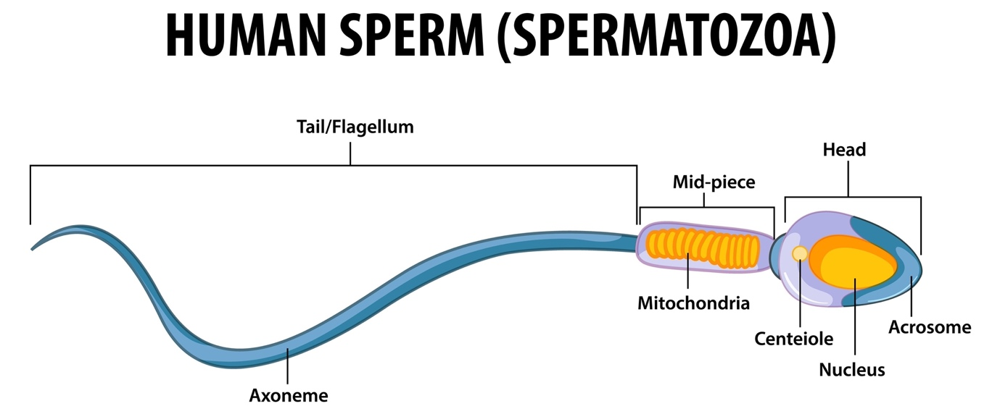 HUMAN SPERM (SPERMATOZOA)
Tail/Flagellum
Head
Mid-piece
Mitochondria
Acrosome
Centeiole
Nucleus
Axoneme